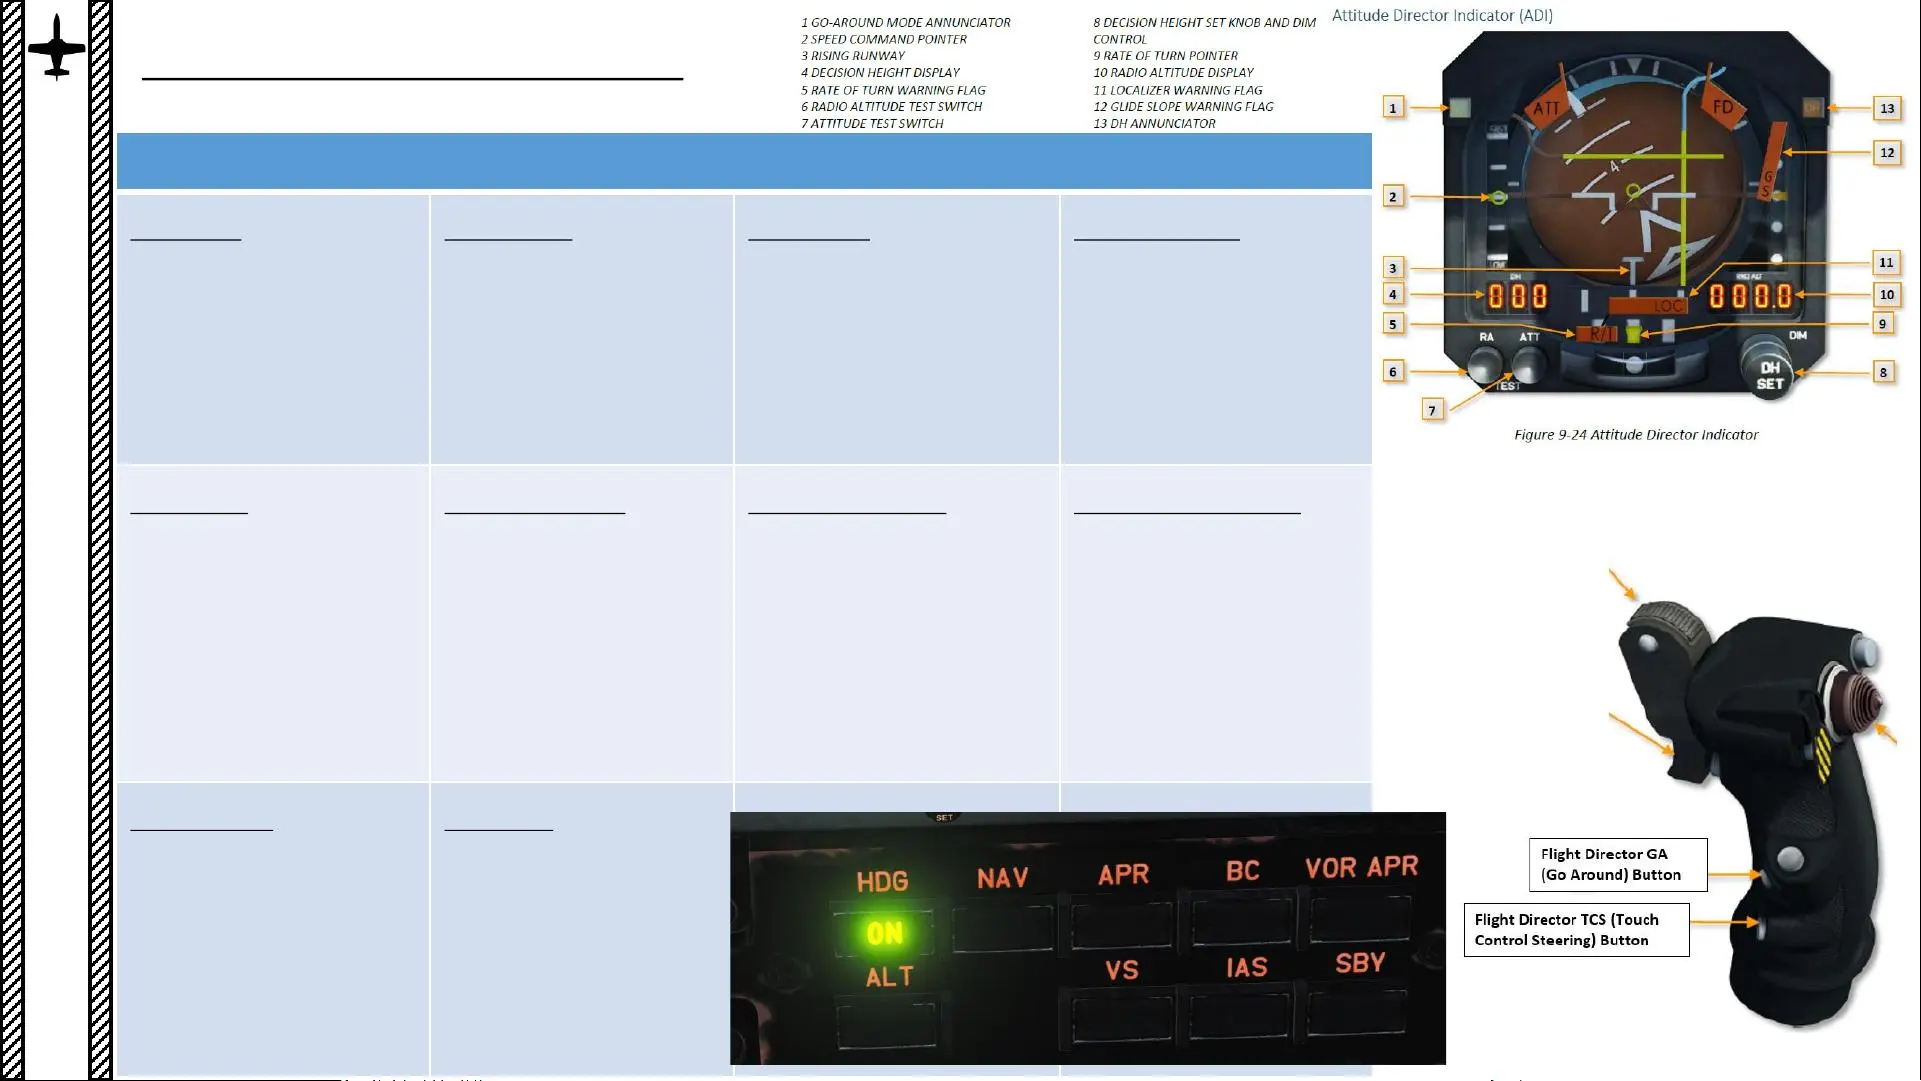 1 GO-AROUND MODE ANNUNCIATOR
2 SPEED COMMAND POINTER
3 RISING RUNWAY
4 DECISION HEIGHT DISPLAY
5 RATE OF TURN WARNING FLAG
6 RADIO ALTITUDE TEST SWITCH
7 ATTITUDE TEST SWITCH
8 DECISION HEIGHT SET KNOB AND DIM
CONTROL
9 RATE OF TURN POINTER
10 RADIO ALTITUDE DISPLAY
11 LOCALIZER WARNING FLAG
12 GLIDE SLOPE WARNING FLAG
13 DH ANNUNCIATOR
Attitude Director Indicator (ADI)
ATT
FD
1
13
12
4
GS
2
3
11
DH
4
000
LOC
000.0
10
5
R/T
9
RA
ATT
DIM
6
TEST
DH
SET
8
7
Figure 9-24 Attitude Director Indicator
SET
HDG
NAV
APR
BC
VOR APR
ON
ALT
VS
IAS
SBY
Flight Director GA
(Go Around) Button
Flight Director TCS (Touch
Control Steering) Button